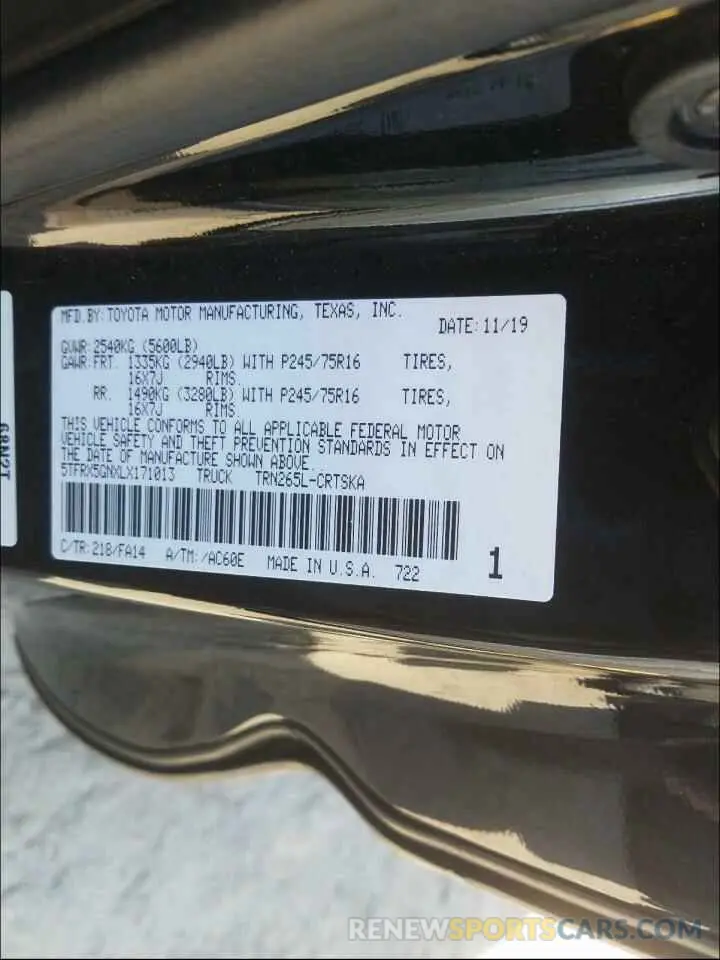 MFD.BY: TOYOTA MOTOR MANUFACTURING, TEXAS, INC.
DATE: 11/19
GVWR: 2540KG (5600LB)
GAWR: FRT. 1335KG (2940LB) WITH P245/75R16 TIRES,
16X7J RIMS.
RR. 1490KG (3280LB) WITH P245/75R16 TIRES,
16X7J RIMS.
THIS VEHICLE CONFORMS TO ALL APPLICABLE FEDERAL MOTOR
VEHICLE SAFETY AND THEFT PREVENTION STANDARDS IN EFFECT ON
THE DATE OF MANUFACTURE SHOWN ABOVE.
5TFRX5GNXLX171013 TRUCK TRN265L-CRTSKA
C/TR: 218/FA14 A/TM: /AC60E MADE IN U.S.A. 722
1
RENEWSPORTSCARS.COM